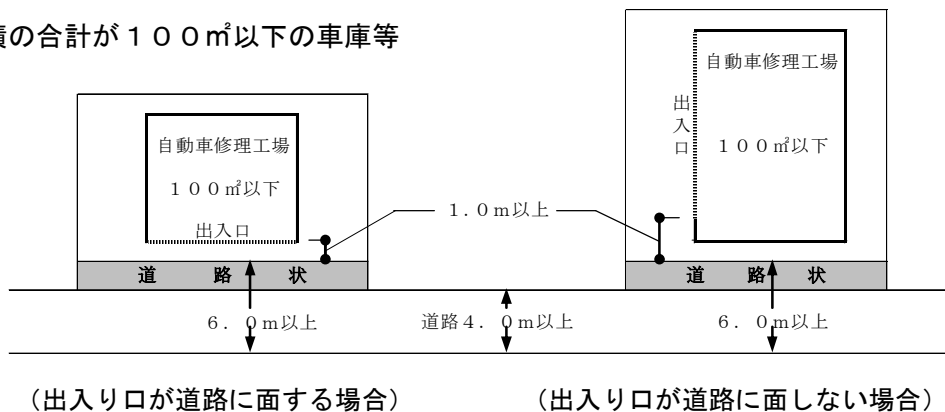 の合計が１００㎡以下の車庫等
自動車修理工場
１００㎡以下
出入口
自動車修理工場
出入口
１００㎡以下
１.０ｍ以上
道 路 状
道 路 状
６.０ｍ以上
道路４.０ｍ以上
６.０ｍ以上
（出入り口が道路に面する場合）
（出入り口が道路に面しない場合）